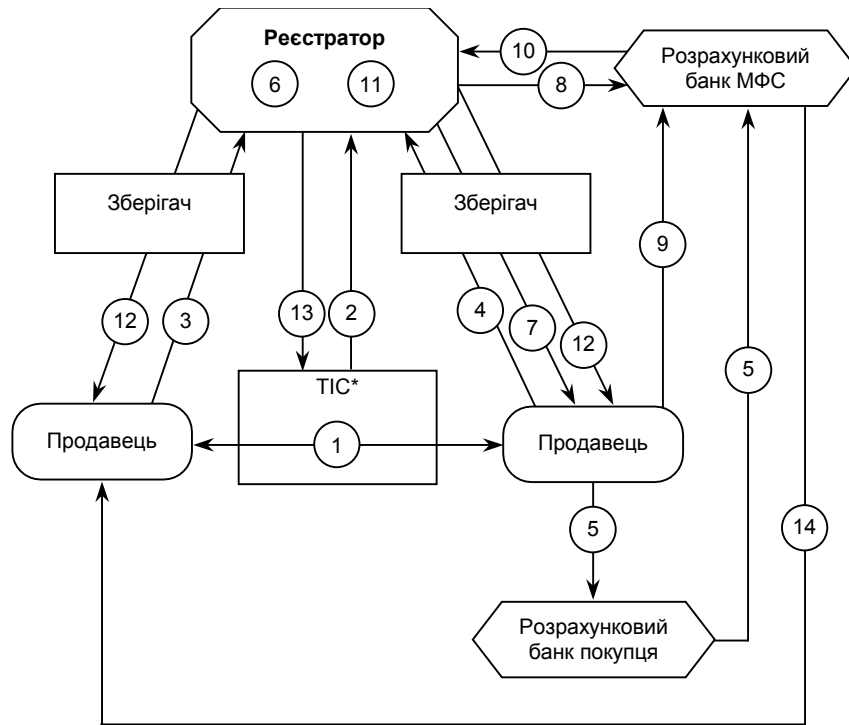 Реєстратор
6
11
10
8
Розрахунковий
банк МФС
Зберігач
Зберігач
9
12
3
13
2
4
7
12
5
ТІС*
Продавець
1
Продавець
5
14
Розрахунковий
банк покупця